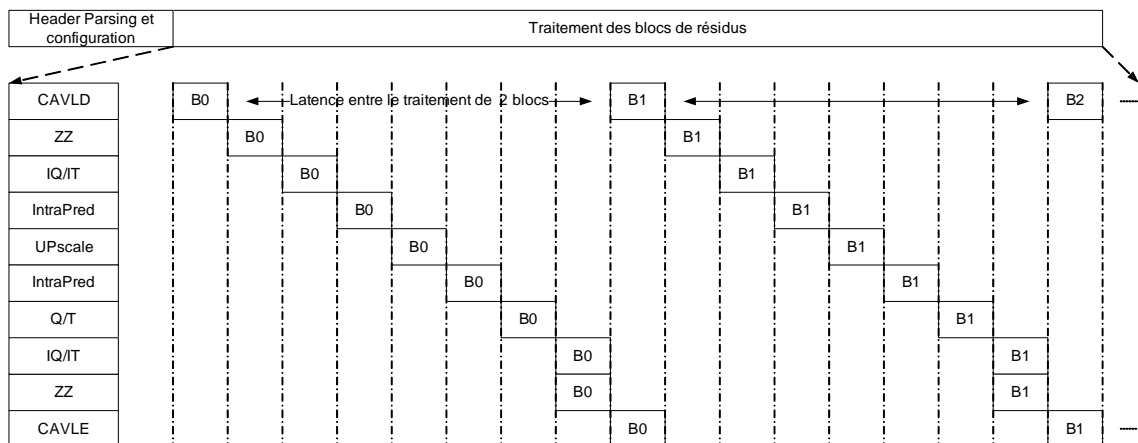 Header Parsing et
configuration
Traitement des blocs de résidus
CAVLD
B0
Latence entre le traitement de 2 blocs
B1
B2
ZZ
B0
B1
IQ/IT
B0
B1
IntraPred
B0
B1
UPscale
B0
B1
IntraPred
B0
B1
Q/T
B0
B1
IQ/IT
B0
B1
ZZ
B0
B1
CAVLE
B0
B1